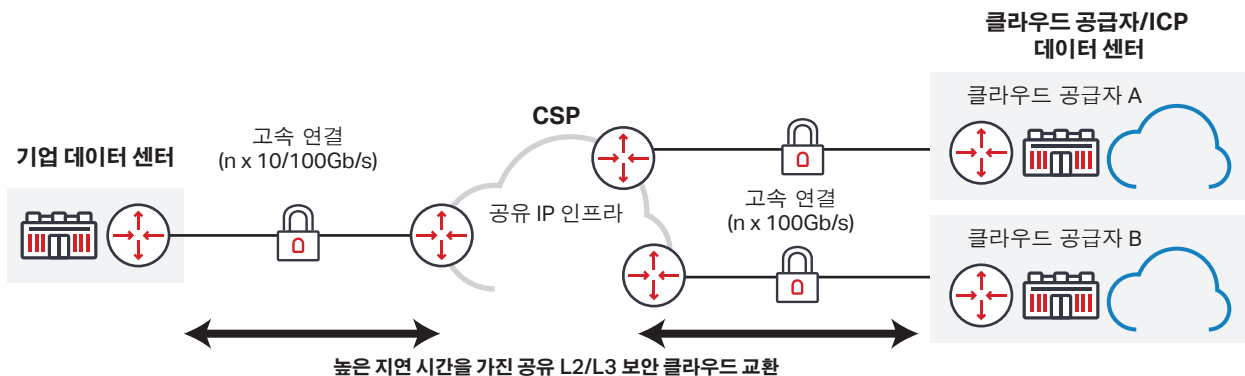 클라우드 공급자/ICP
데이터 센터
클라우드 공급자 A
CSP
고속 연결
(n x 10/100Gb/s)
기업 데이터 센터
공유 IP 인프라
고속 연결
(n x 100Gb/s)
클라우드 공급자 B
높은 지연 시간을 가진 공유 L2/L3 보안 클라우드 교환